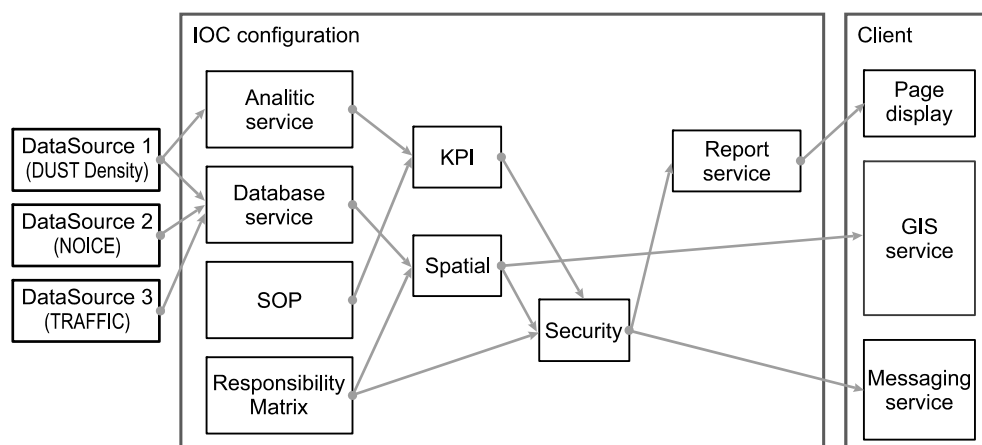 IOC configuration
Client
Analitic
service
Page
display
DataSource 1
(DUST Density)
KPI
Report
service
Database
service
DataSource 2
(NOICE)
GIS
service
Spatial
DataSource 3
(TRAFFIC)
SOP
Security
Responsibility
Matrix
Messaging
service